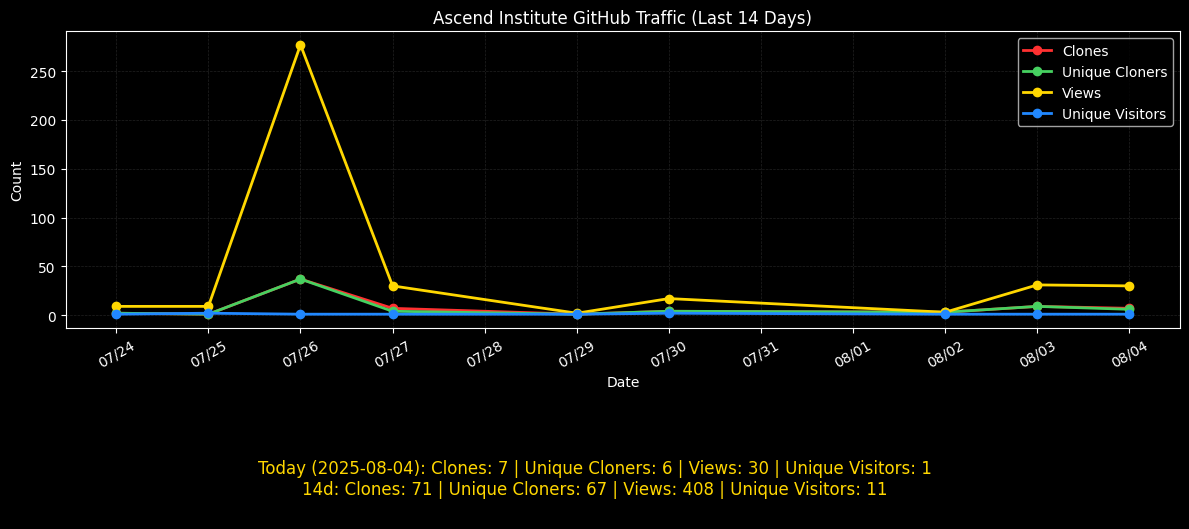 Ascend Institute GitHub Traffic (Last 14 Days)
Clones
Unique Cloners
Views
Unique Visitors
Count
250
200
150
100
50
0
07/24
07/25
07/26
07/27
07/28
07/29
07/30
07/31
08/01
08/02
08/03
08/04
Date
Today (2025-08-04): Clones: 7 | Unique Cloners: 6 | Views: 30 | Unique Visitors: 1
14d: Clones: 71 | Unique Cloners: 67 | Views: 408 | Unique Visitors: 11